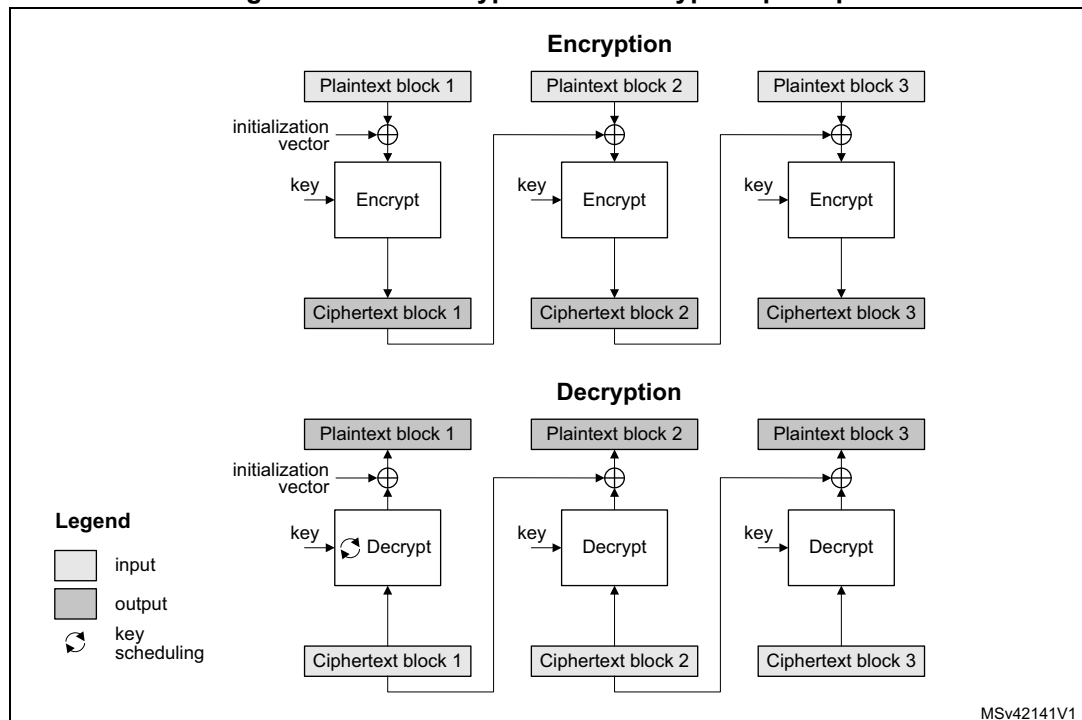 Encryption
Plaintext block 1
Plaintext block 2
Plaintext block 3
initialization
vector
key
Encrypt
key
Encrypt
key
Encrypt
Ciphertext block 1
Ciphertext block 2
Ciphertext block 3
Decryption
Plaintext block 1
Plaintext block 2
Plaintext block 3
initialization
vector
key
Decrypt
key
Decrypt
key
Decrypt
Ciphertext block 1
Ciphertext block 2
Ciphertext block 3
Legend
input
output
key
scheduling
MSv42141V1